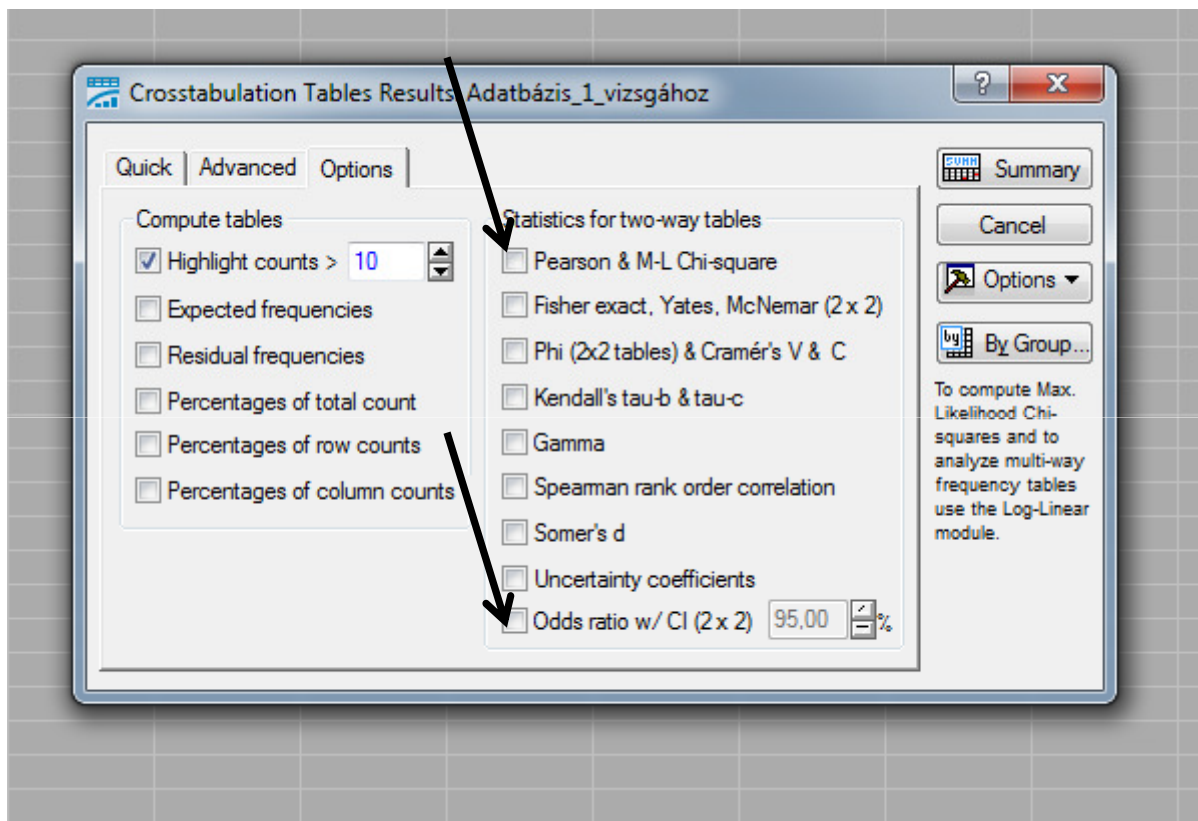 Crosstabulation Tables Results: Adatbázis_1_vizsgához
Quick
Advanced
Options
Compute tables
Highlight counts > 10
Expected frequencies
Residual frequencies
Percentages of total count
Percentages of row counts
Percentages of column counts
Statistics for two-way tables
Pearson & M-L Chi-square
Fisher exact, Yates, McNemar (2 x 2)
Phi (2x2 tables) & Cramér's V & C
Kendall's tau-b & tau-c
Gamma
Spearman rank order correlation
Somer's d
Uncertainty coefficients
Odds ratio w/ CI (2 x 2) 95,00 %
SUMM Summary
Cancel
Options
by By Group...
To compute Max.
Likelihood Chi-
squares and to
analyze multi-way
frequency tables
use the Log-Linear
module.